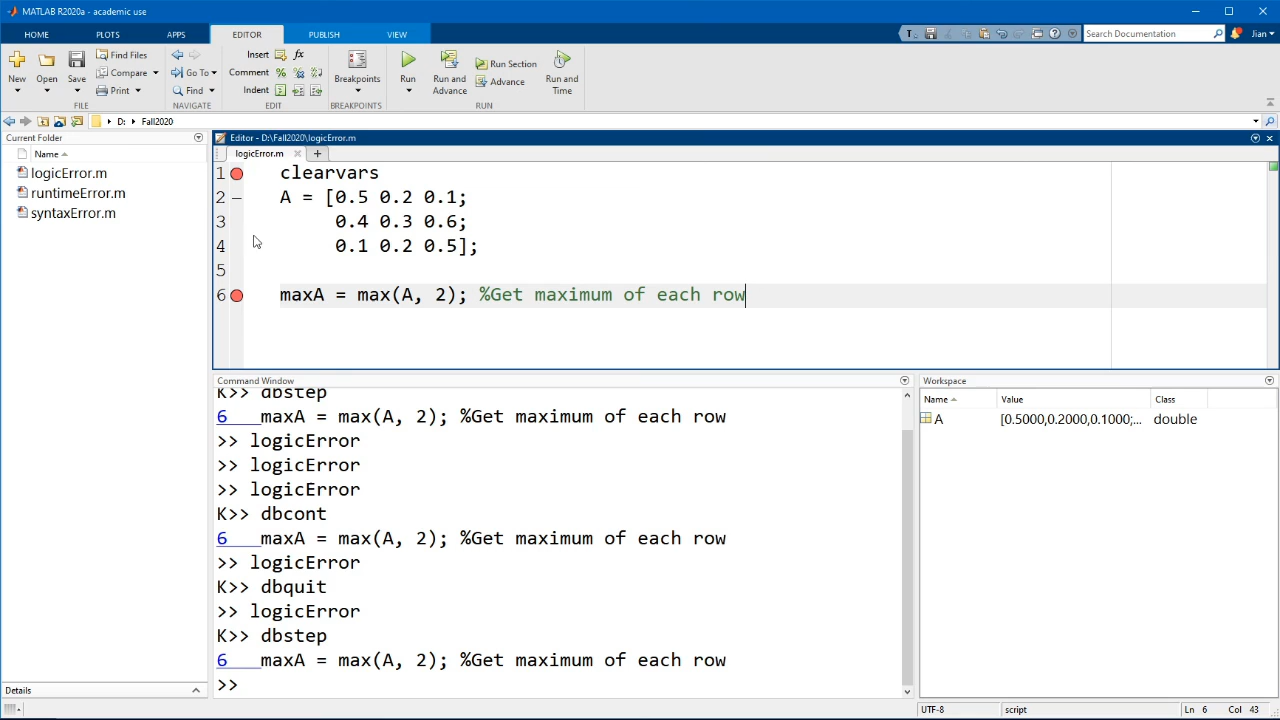 MATLAB R2020a - academic use
HOME PLOTS APPS EDITOR PUBLISH VIEW
Search Documentation
Jian
New
Open
Save
Find Files
Compare
Print
FILE
Go To
Find
NAVIGATE
Insert
fx
Comment
%
Indent
EDIT
Breakpoints
BREAKPOINTS
Run
Run and
Advance
Run Section
Advance
Run and
Time
RUN
D: Fall2020
Current Folder
Name
logicError.m
runtimeError.m
syntaxError.m
Details
Editor - D:\Fall2020\logicError.m
logicError.m
1 clearvars
2 – A = [0.5 0.2 0.1;
3 0.4 0.3 0.6;
4 0.1 0.2 0.5];
5
6 maxA = max(A, 2); %Get maximum of each row
Command Window
K>> dbstep
6 maxA = max(A, 2); %Get maximum of each row
>> logicError
>> logicError
>> logicError
K>> dbcont
6 maxA = max(A, 2); %Get maximum of each row
>> logicError
K>> dbquit
>> logicError
K>> dbstep
6 maxA = max(A, 2); %Get maximum of each row
>>
Workspace
Name Value Class
A [0.5000,0.2000,0.1000;... double
UTF-8 script Ln 6 Col 43